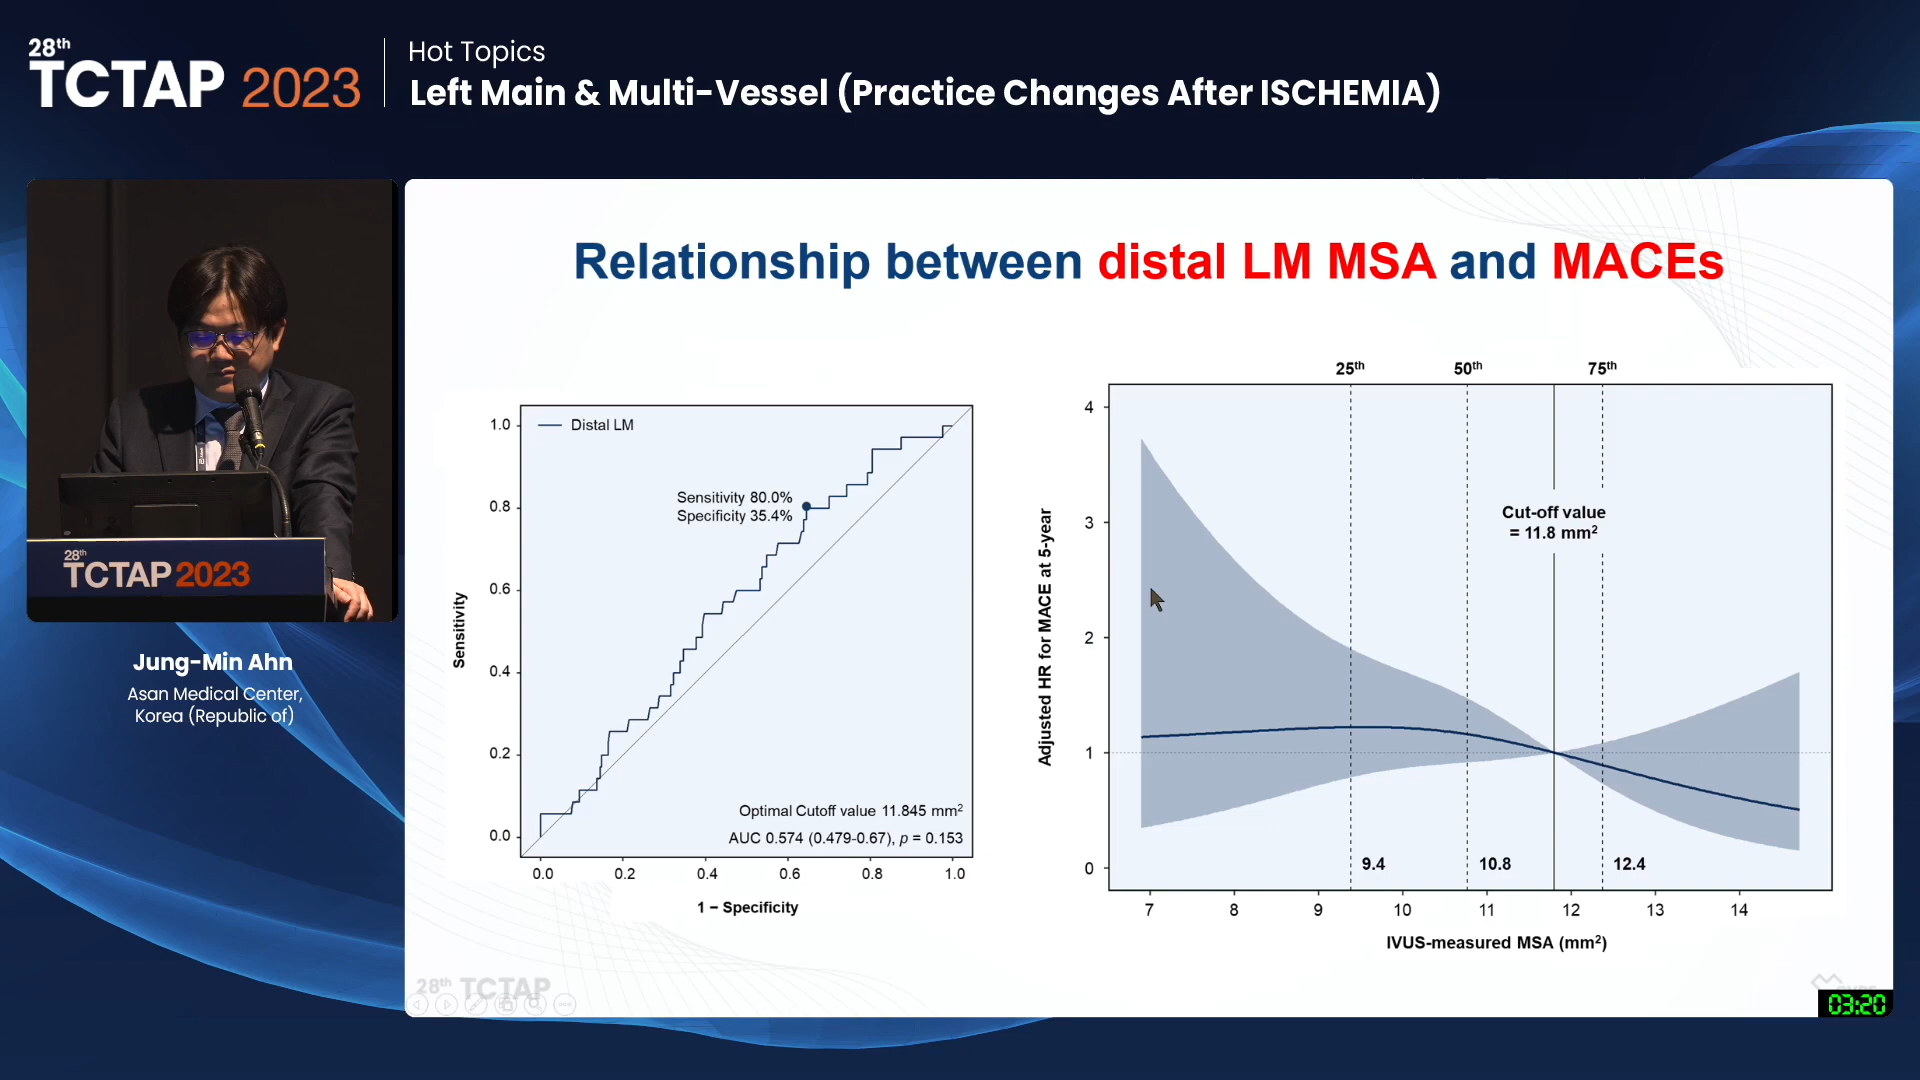 28th
TCTAP 2023
Hot Topics
Left Main & Multi-Vessel (Practice Changes After ISCHEMIA)
28th
TCTAP 2023
Jung-Min Ahn
Asan Medical Center,
Korea (Republic of)
Relationship between distal LM MSA and MACEs
Distal LM
Sensitivity 80.0%
Specificity 35.4%
Optimal Cutoff value 11.845 mm²
AUC 0.574 (0.479-0.67), p = 0.153
Sensitivity
1.0
0.8
0.6
0.4
0.2
0.0
0.0 0.2 0.4 0.6 0.8 1.0
1 − Specificity
25th 50th 75th
Cut-off value
= 11.8 mm²
Adjusted HR for MACE at 5-year
4
3
2
1
0
9.4 10.8 12.4
7 8 9 10 11 12 13 14
IVUS-measured MSA (mm²)
28th TCTAP
03:20